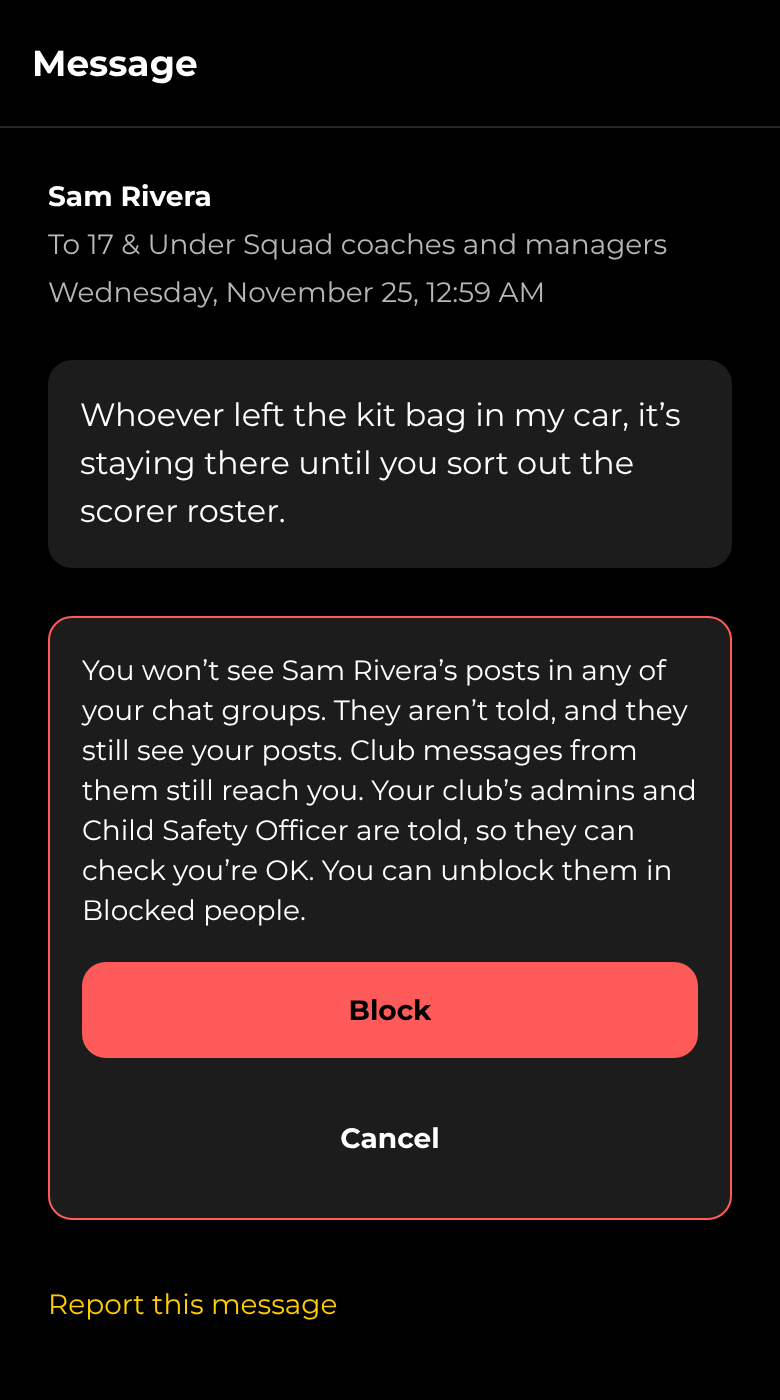 Message
Sam Rivera
To 17 & Under Squad coaches and managers
Wednesday, November 25, 12:59 AM
Whoever left the kit bag in my car, it’s
staying there until you sort out the
scorer roster.
You won’t see Sam Rivera’s posts in any of
your chat groups. They aren’t told, and they
still see your posts. Club messages from
them still reach you. Your club’s admins and
Child Safety Officer are told, so they can
check you’re OK. You can unblock them in
Blocked people.
Block
Cancel
Report this message